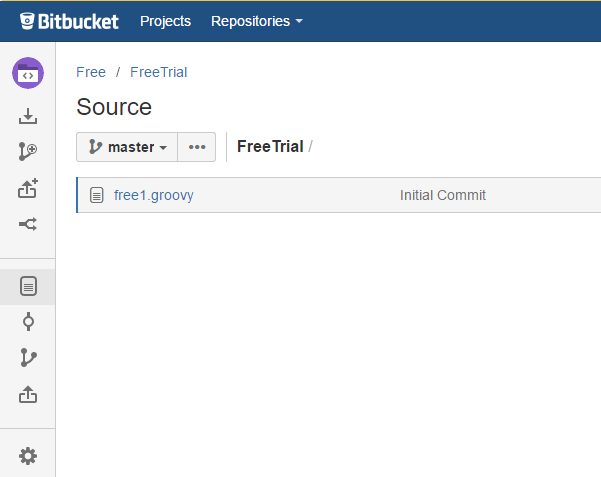 Bitbucket Projects Repositories
Free / FreeTrial
Source
master ••• FreeTrial /
free1.groovy Initial Commit